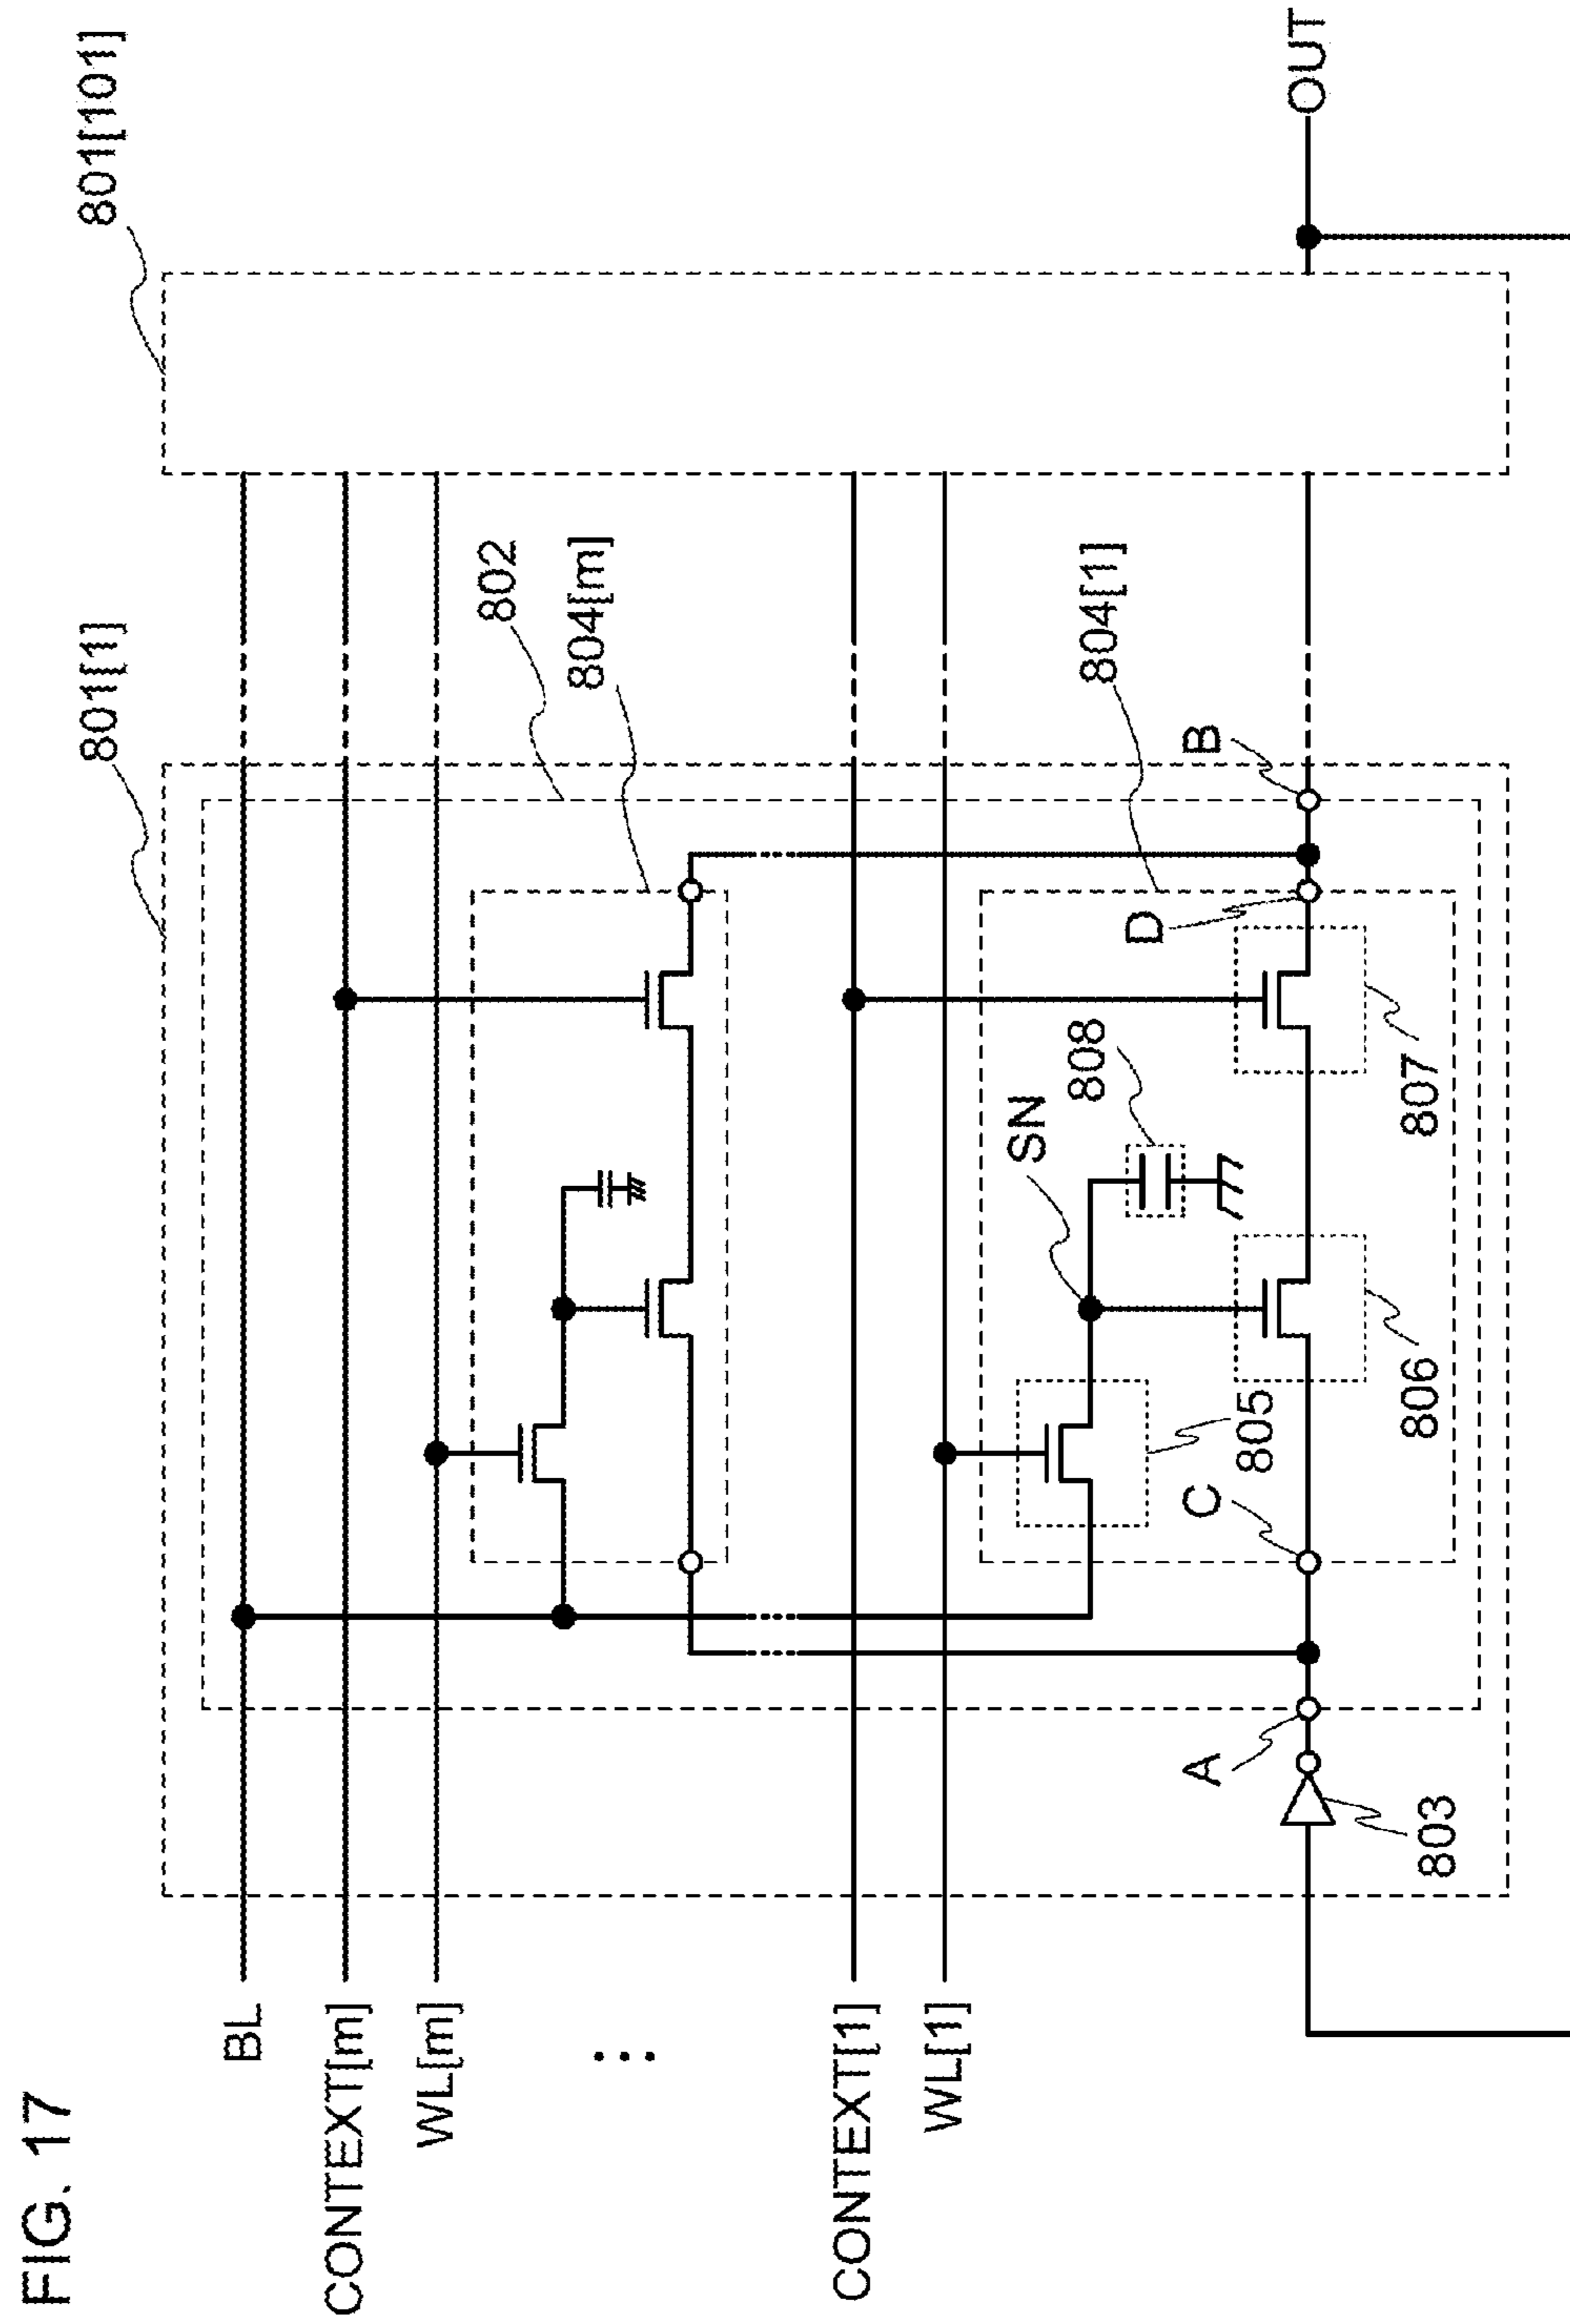 FIG. 17
BL
CONTEXT[m]
WL[m]
⋮
CONTEXT[1]
WL[1]
801[1]
801[101]
802
804[m]
804[1]
SN
808
D
B
805
C
A
803
806
807
OUT